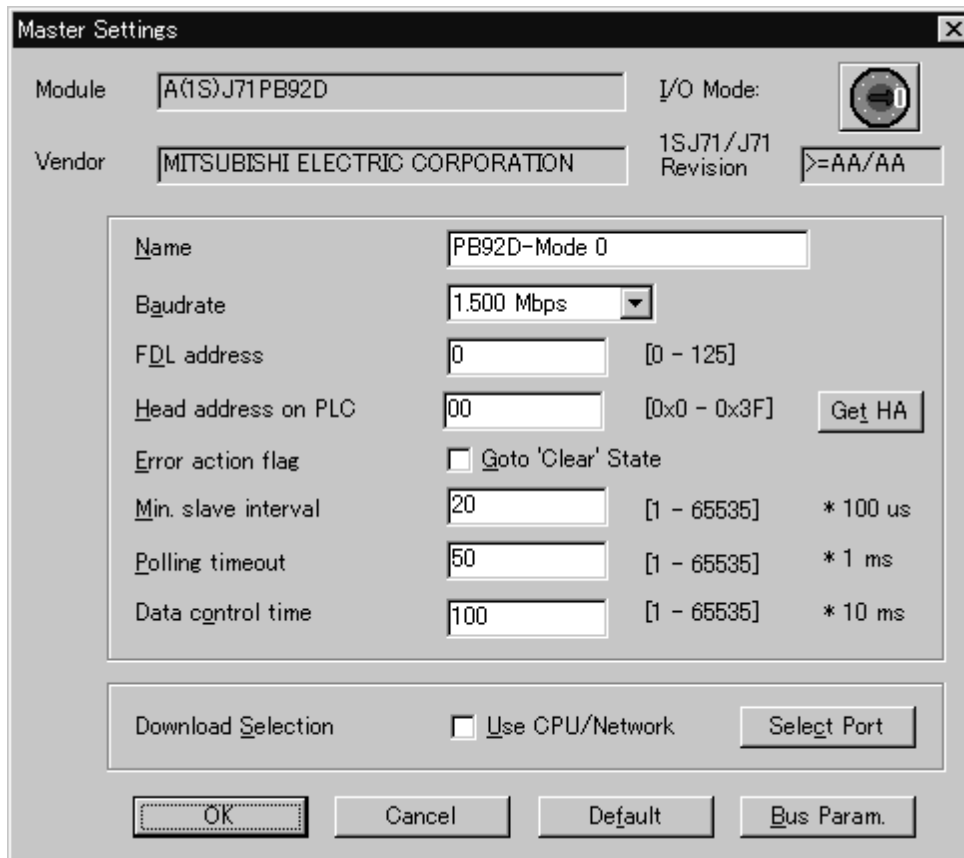 Master Settings
Module A(1S)J71PB92D I/O Mode: 0
Vendor MITSUBISHI ELECTRIC CORPORATION 1SJ71/J71 Revision >=AA/AA
Name PB92D-Mode 0
Baudrate 1.500 Mbps
FDL address 0 [0 - 125]
Head address on PLC 00 [0x0 - 0x3F] Get HA
Error action flag Goto 'Clear' State
Min. slave interval 20 [1 - 65535] * 100 us
Polling timeout 50 [1 - 65535] * 1 ms
Data control time 100 [1 - 65535] * 10 ms
Download Selection Use CPU/Network Select Port
OK Cancel Default Bus Param.